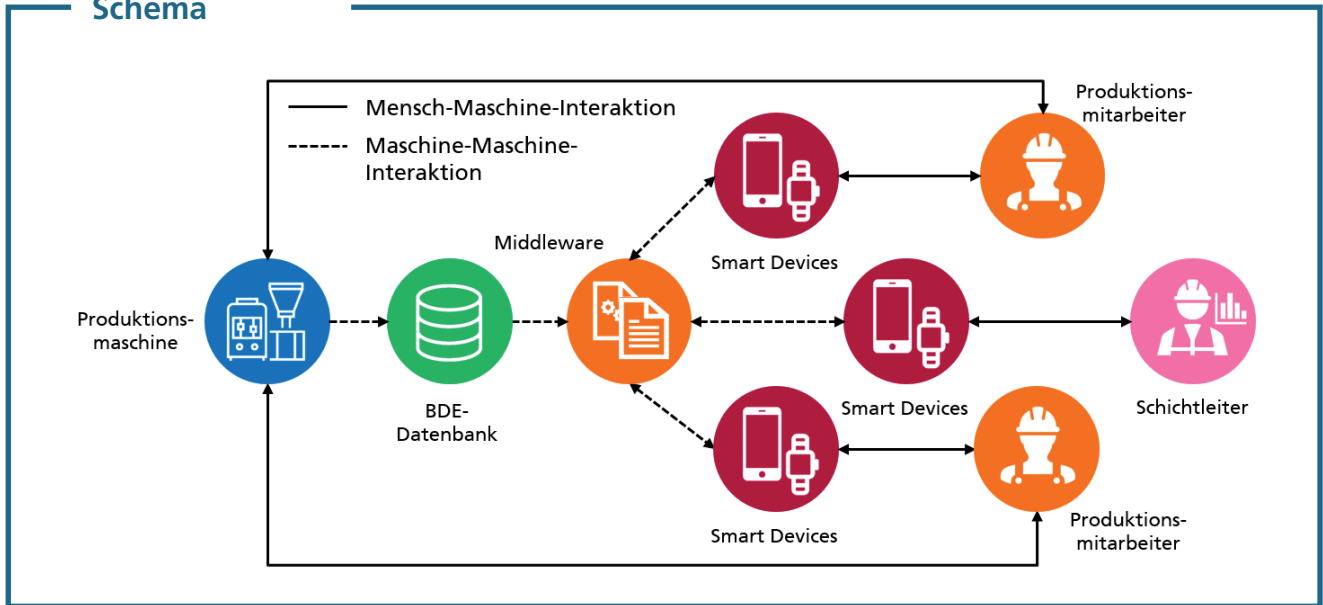 Schema
Mensch-Maschine-Interaktion
Maschine-Maschine-
Interaktion
Produktions-
mitarbeiter
Middleware
Smart Devices
Produktions-
maschine
BDE-
Datenbank
Smart Devices
Schichtleiter
Smart Devices
Produktions-
mitarbeiter